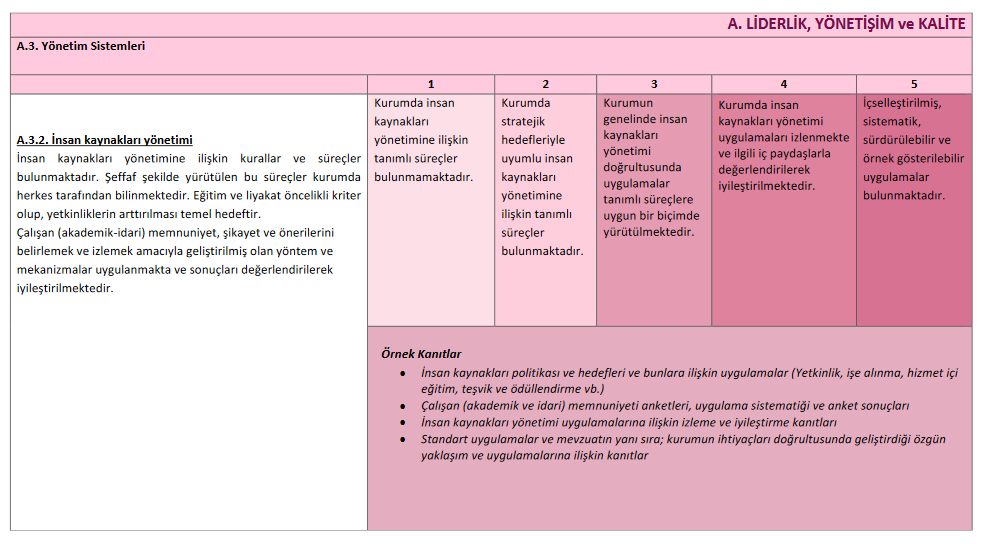 A. LİDERLİK, YÖNETİŞİM ve KALİTE
A.3. Yönetim Sistemleri
1
2
3
4
5
A.3.2. İnsan kaynakları yönetimi
İnsan kaynakları yönetimine ilişkin kurallar ve süreçler
bulunmaktadır. Şeffaf şekilde yürütülen bu süreçler kurumda
herkes tarafından bilinmektedir. Eğitim ve liyakat öncelikli kriter
olup, yetkinliklerin arttırılması temel hedeftir.
Çalışan (akademik-idari) memnuniyet, şikayet ve önerilerini
belirlemek ve izlemek amacıyla geliştirilmiş olan yöntem ve
mekanizmalar uygulanmakta ve sonuçları değerlendirilerek
iyileştirilmektedir.
Kurumda insan
kaynakları
yönetimine ilişkin
tanımlı süreçler
bulunmamaktadır.
Kurumda
stratejik
hedefleriyle
uyumlu insan
kaynakları
yönetimine
ilişkin tanımlı
süreçler
bulunmaktadır.
Kurumun
genelinde insan
kaynakları
yönetimi
doğrultusunda
uygulamalar
tanımlı süreçlere
uygun bir biçimde
yürütülmektedir.
Kurumda insan
kaynakları yönetimi
uygulamaları izlenmekte
ve ilgili iç paydaşlarla
değerlendirilerek
iyileştirilmektedir.
İçselleştirilmiş,
sistematik,
sürdürülebilir ve
örnek gösterilebilir
uygulamalar
bulunmaktadır.
Örnek Kanıtlar
• İnsan kaynakları politikası ve hedefleri ve bunlara ilişkin uygulamalar (Yetkinlik, işe alınma, hizmet içi
eğitim, teşvik ve ödüllendirme vb.)
• Çalışan (akademik ve idari) memnuniyeti anketleri, uygulama sistematiği ve anket sonuçları
• İnsan kaynakları yönetimi uygulamalarına ilişkin izleme ve iyileştirme kanıtları
• Standart uygulamalar ve mevzuatın yanı sıra; kurumun ihtiyaçları doğrultusunda geliştirdiği özgün
yaklaşım ve uygulamalarına ilişkin kanıtlar